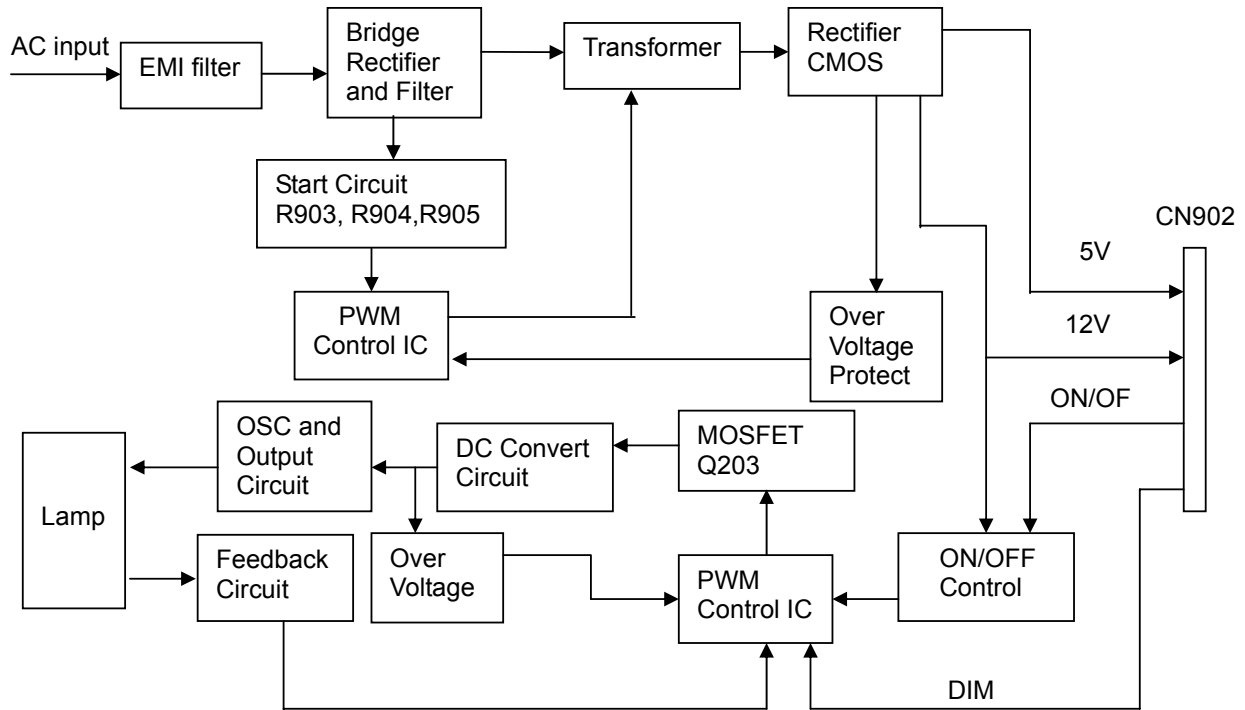 AC input
EMI filter
Bridge
Rectifier
and Filter
Transformer
Rectifier
CMOS
Start Circuit
R903, R904,R905
CN902
5V
PWM
Control IC
Over
Voltage
Protect
12V
ON/OF
OSC and
Output
Circuit
DC Convert
Circuit
MOSFET
Q203
Lamp
Feedback
Circuit
Over
Voltage
PWM
Control IC
ON/OFF
Control
DIM